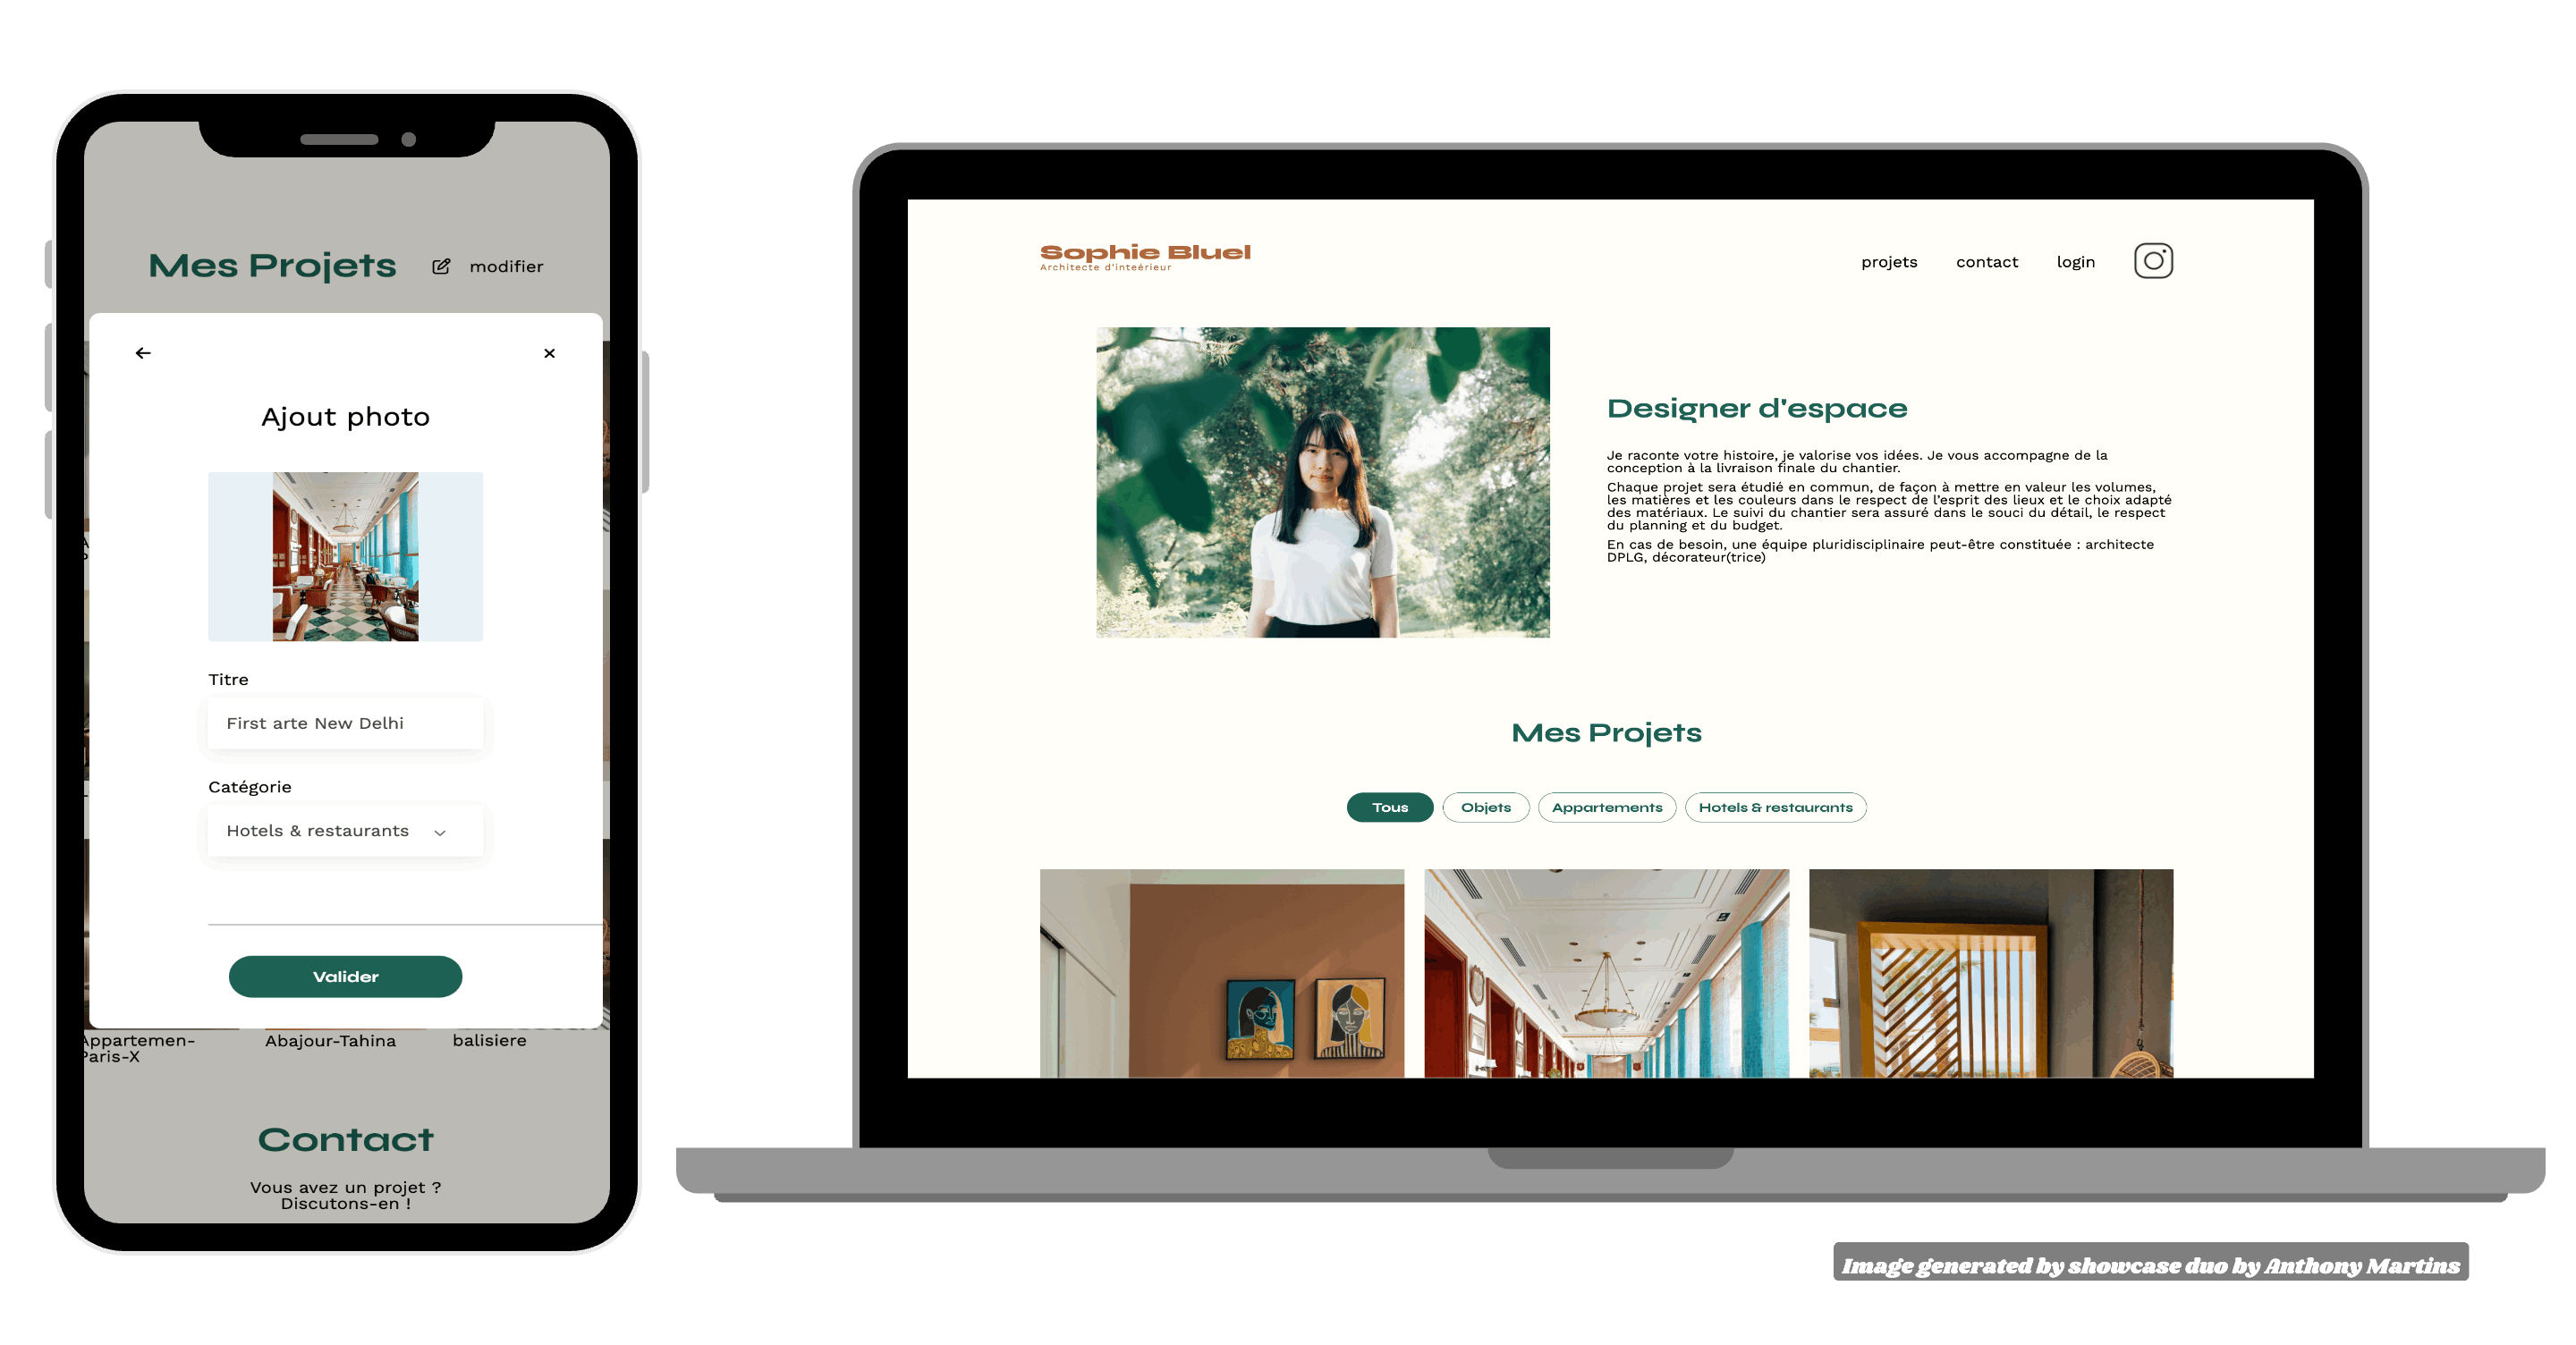 Mes Projets
modifier
Ajout photo
Titre
First arte New Delhi
Catégorie
Hotels & restaurants
Valider
Appartemen-
Paris-X
Abajour-Tahina
balisiere
Contact
Vous avez un projet ?
Discutons-en !
Sophie Bluel
Architecte d'inteérieur
projets
contact
login
Designer d'espace
Je raconte votre histoire, je valorise vos idées. Je vous accompagne de la
conception à la livraison finale du chantier.
Chaque projet sera étudié en commun, de façon à mettre en valeur les volumes,
les matières et les couleurs dans le respect de l’esprit des lieux et le choix adapté
des matériaux. Le suivi du chantier sera assuré dans le souci du détail, le respect
du planning et du budget.
En cas de besoin, une équipe pluridisciplinaire peut-être constituée : architecte
DPLG, décorateur(trice)
Mes Projets
Tous
Objets
Appartements
Hotels & restaurants
Image generated by showcase duo by Anthony Martins